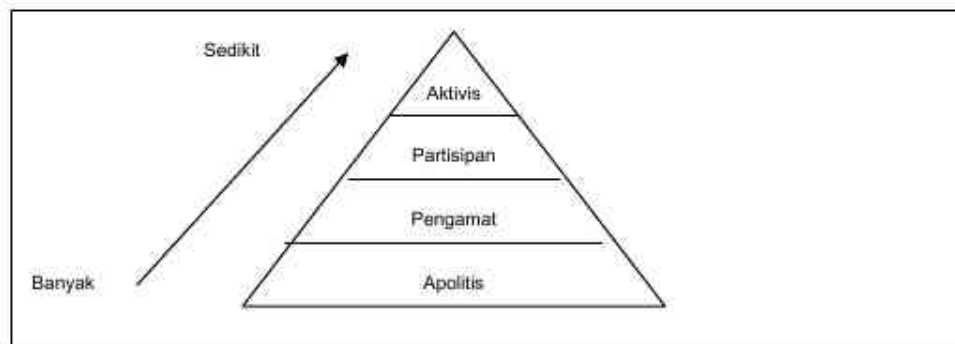 Sedikit
Aktivis
Partisipan
Pengamat
Banyak
Apolitis